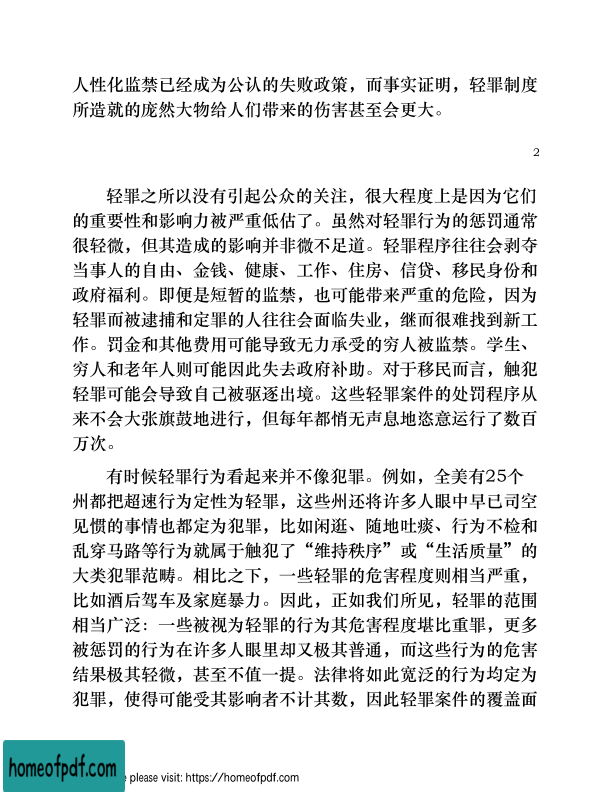 人性化监禁已经成为公认的失败政策，而事实证明，轻罪制度
所造就的庞然大物给人们带来的伤害甚至会更大。
2
轻罪之所以没有引起公众的关注，很大程度上是因为它们
的重要性和影响力被严重低估了。虽然对轻罪行为的惩罚通常
很轻微，但其造成的影响并非微不足道。轻罪程序往往会剥夺
当事人的自由、金钱、健康、工作、住房、信贷、移民身份和
政府福利。即便是短暂的监禁，也可能带来严重的危险，因为
轻罪而被逮捕和定罪的人往往会面临失业，继而很难找到新工
作。罚金和其他费用可能导致无力承受的穷人被监禁。学生、
穷人和老年人则可能因此失去政府补助。对于移民而言，触犯
轻罪可能会导致自己被驱逐出境。这些轻罪案件的处罚程序从
来不会大张旗鼓地进行，但每年都悄无声息地恣意运行了数百
万次。
有时候轻罪行为看起来并不像犯罪。例如，全美有25个
州都把超速行为定性为轻罪，这些州还将许多人眼中早已司空
见惯的事情也都定为犯罪，比如闲逛、随地吐痰、行为不检和
乱穿马路等行为就属于触犯了“维持秩序”或“生活质量”的
大类犯罪范畴。相比之下，一些轻罪的危害程度则相当严重，
比如酒后驾车及家庭暴力。因此，正如我们所见，轻罪的范围
相当广泛：一些被视为轻罪的行为其危害程度堪比重罪，更多
被惩罚的行为在许多人眼里却又极其普通，而这些行为的危害
结果极其轻微，甚至不值一提。法律将如此宽泛的行为均定为
犯罪，使得可能受其影响者不计其数，因此轻罪案件的覆盖面
homeofpdf.com
e please visit: https://homeofpdf.com